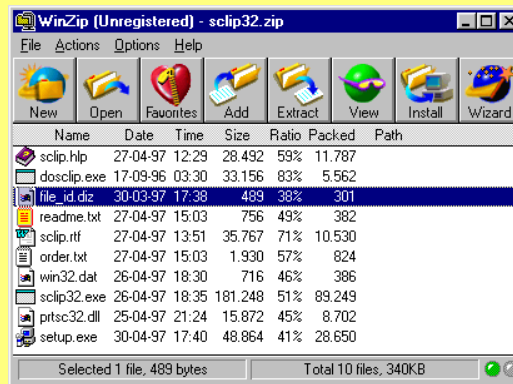 WinZip (Unregistered) - sclip32.zip
File Actions Options Help
New Open Favorites Add Extract View Install Wizard
Name Date Time Size Ratio Packed Path
sclip.hlp 27-04-97 12:29 28.492 59% 11.787
dosclip.exe 17-09-96 03:30 33.156 83% 5.562
file_id.diz 30-03-97 17:38 489 38% 301
readme.txt 27-04-97 15:03 756 49% 382
sclip.rtf 27-04-97 13:51 35.767 71% 10.530
order.txt 27-04-97 15:03 1.930 57% 824
win32.dat 26-04-97 18:30 716 46% 386
sclip32.exe 26-04-97 18:35 181.248 51% 89.249
prtsc32.dll 25-04-97 21:24 15.872 45% 8.702
setup.exe 30-04-97 17:40 48.864 41% 28.650
Selected 1 file, 489 bytes Total 10 files, 340KB